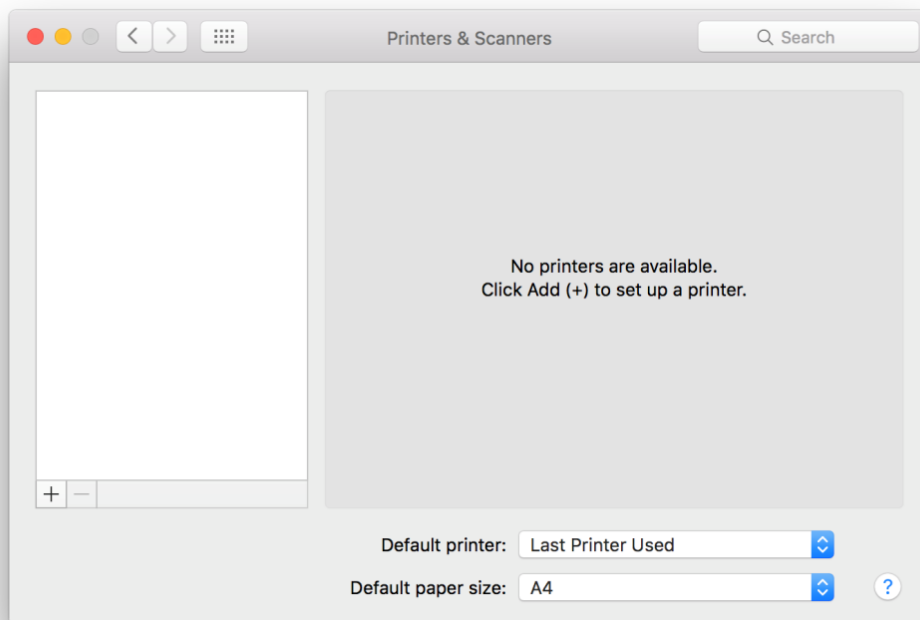 Printers & Scanners
Search
No printers are available.
Click Add (+) to set up a printer.
+ −
Default printer: Last Printer Used
Default paper size: A4 ?